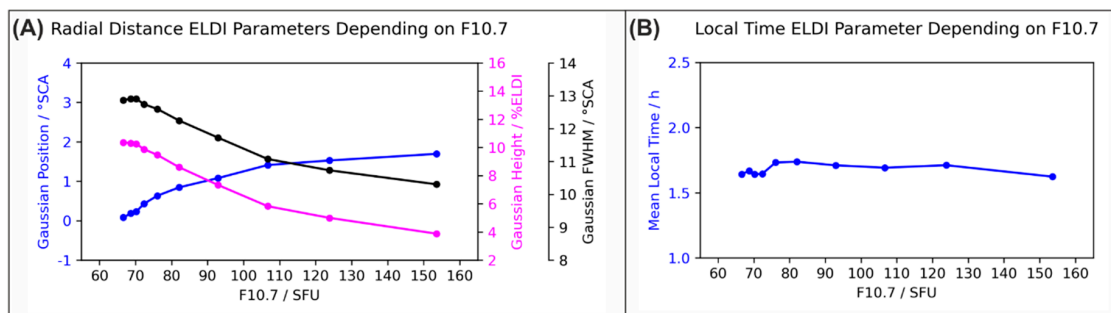 (A) Radial Distance ELDI Parameters Depending on F10.7
Gaussian Position / °SCA
4
3
2
1
0
-1
16
14
12
10
8
6
4
2
Gaussian Height / %ELDI
14
13
12
11
10
9
8
Gaussian FWHM / °SCA
60 70 80 90 100 110 120 130 140 150 160
F10.7 / SFU
(B) Local Time ELDI Parameter Depending on F10.7
Mean Local Time / h
2.5
2.0
1.5
1.0
60 70 80 90 100 110 120 130 140 150 160
F10.7 / SFU